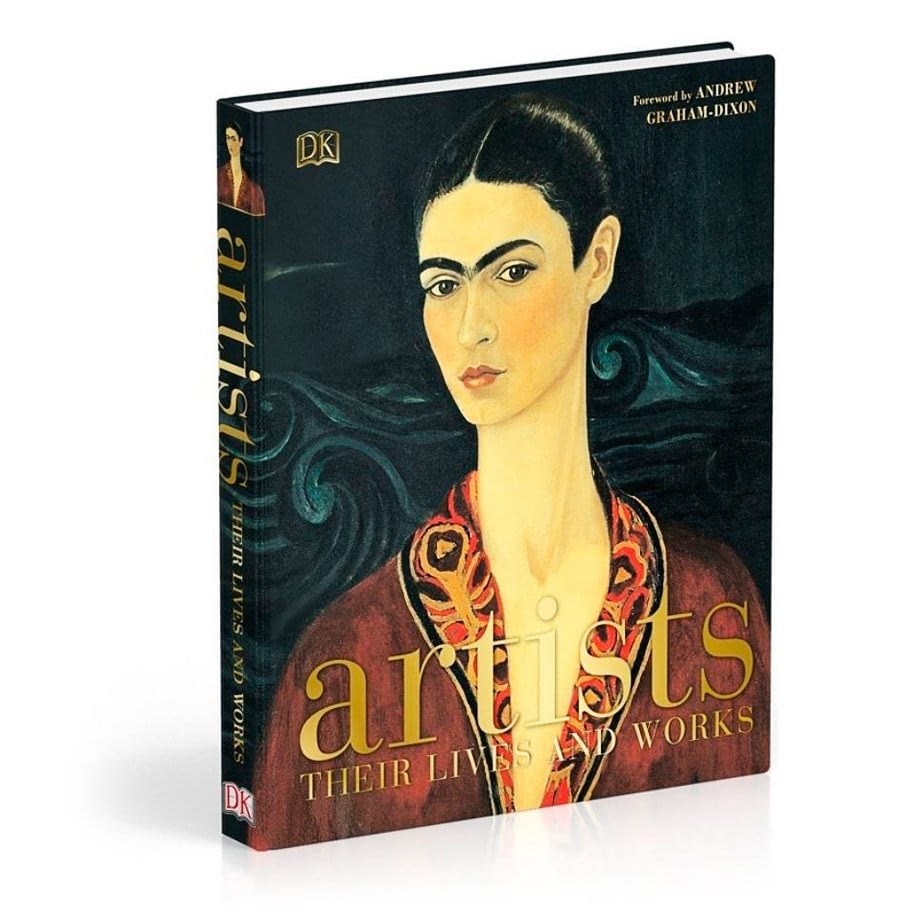 DK
Foreword by ANDREW
GRAHAM-DIXON
artists
THEIR LIVES AND WORKS
artists THEIR LIVES AND WORKS
DK